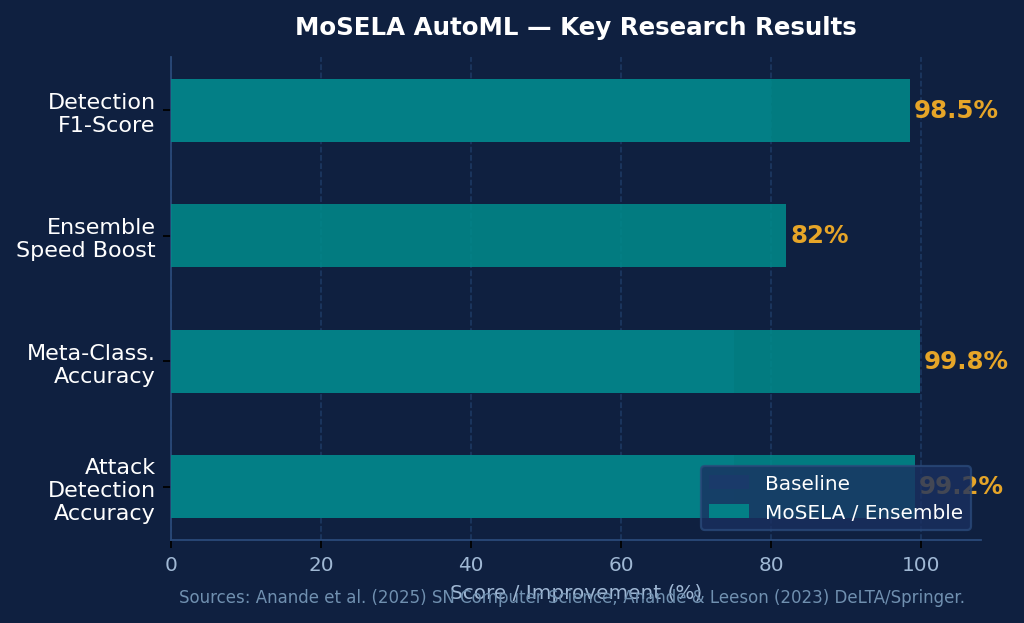 MoSELA AutoML — Key Research Results
Detection
F1-Score
98.5%
Ensemble
Speed Boost
82%
Meta-Class.
Accuracy
99.8%
Attack
Detection
Accuracy
99.2%
Baseline
MoSELA / Ensemble
0 20 40 60 80 100
Score / Improvement (%)
Sources: Anande et al. (2025) SN Computer Science; Anande & Leeson (2023) DeLTA/Springer.